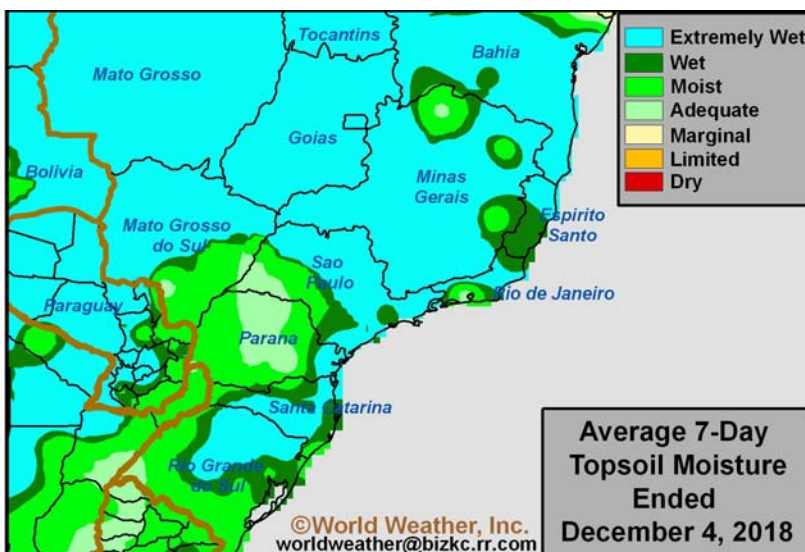 Tocantins
Bahia
Mato Grosso
Goias
Bolivia
Minas
Gerais
Mato Grosso
do Sul
Espirito
Santo
Sao
Paulo
Paraguay
Rio de Janeiro
Parana
Santa Catarina
Rio Grande
do Sul
Extremely Wet
Wet
Moist
Adequate
Marginal
Limited
Dry
Average 7-Day
Topsoil Moisture
Ended
December 4, 2018
©World Weather, Inc.
worldweather@bizkc.rr.com